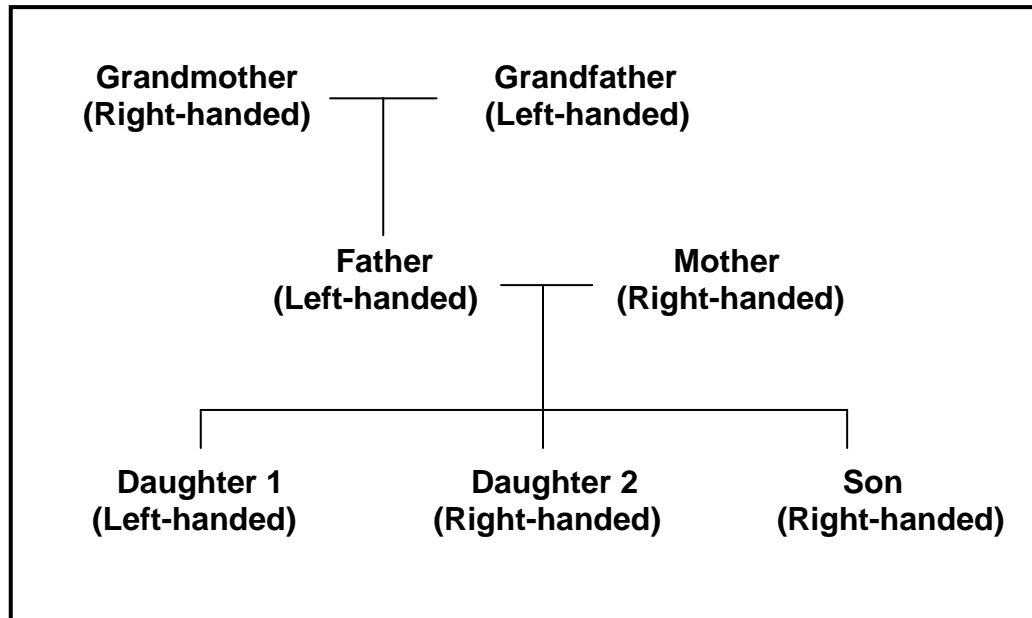 Grandmother
(Right-handed)
Grandfather
(Left-handed)
Father
(Left-handed)
Mother
(Right-handed)
Daughter 1
(Left-handed)
Daughter 2
(Right-handed)
Son
(Right-handed)